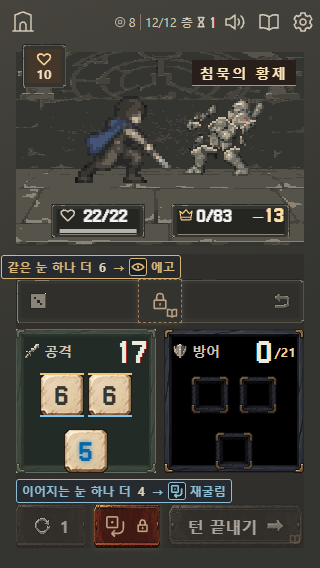 8 12/12 층 1
10
침묵의 황제
22/22 0/83 −13
같은 눈 하나 더 6 → 예고
공격 17 방어 0/21
6 6
5
이어지는 눈 하나 더 4 → 재굴림
1 턴 끝내기